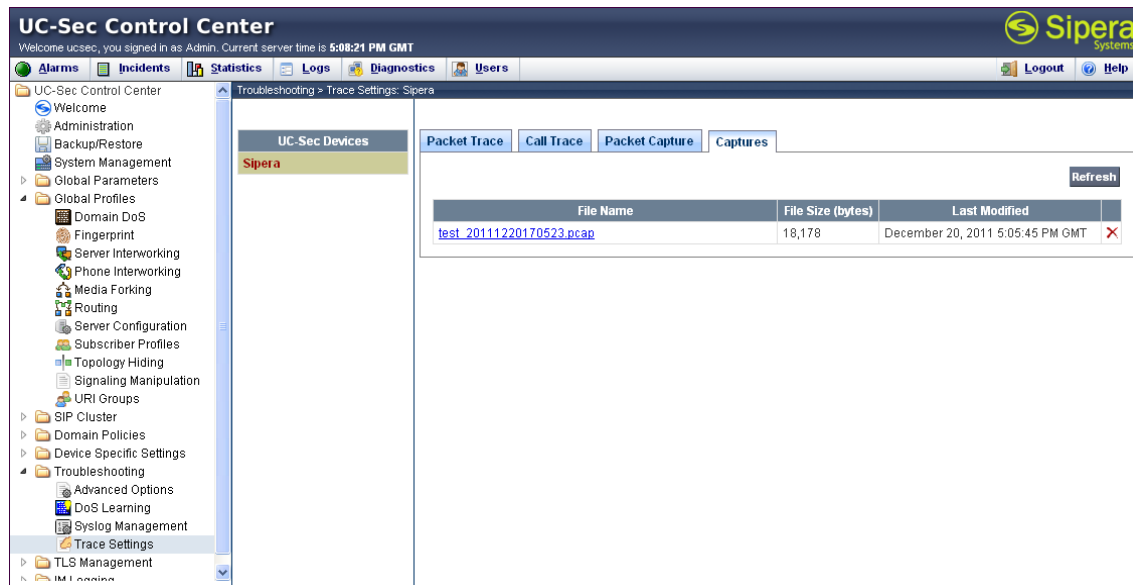 UC-Sec Control Center
Welcome ucsec, you signed in as Admin. Current server time is 5:08:21 PM GMT
Sipera
Systems
Alarms Incidents Statistics Logs Diagnostics Users Logout Help
UC-Sec Control Center
Welcome
Administration
Backup/Restore
System Management
Global Parameters
Global Profiles
Domain DoS
Fingerprint
Server Interworking
Phone Interworking
Media Forking
Routing
Server Configuration
Subscriber Profiles
Topology Hiding
Signaling Manipulation
URI Groups
SIP Cluster
Domain Policies
Device Specific Settings
Troubleshooting
Advanced Options
DoS Learning
Syslog Management
Trace Settings
TLS Management
IM Logging
Troubleshooting > Trace Settings: Sipera
UC-Sec Devices
Sipera
Packet Trace Call Trace Packet Capture Captures
Refresh
File Name File Size (bytes) Last Modified
test_20111220170523.pcap 18,178 December 20, 2011 5:05:45 PM GMT